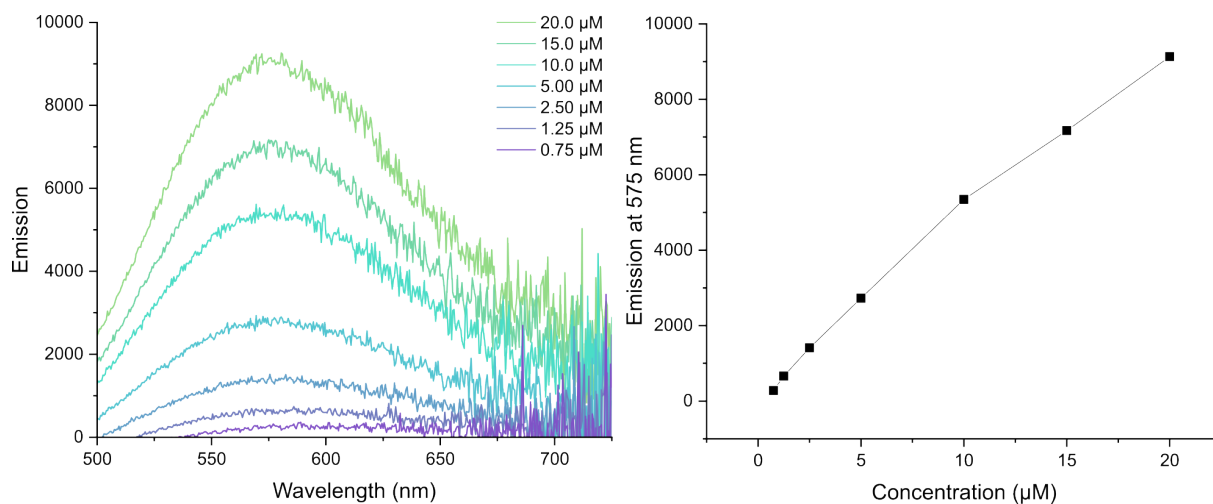 10000
8000
6000
4000
2000
0
500
550
600
650
700
Emission
Wavelength (nm)
20.0 µM
15.0 µM
10.0 µM
5.00 µM
2.50 µM
1.25 µM
0.75 µM
10000
8000
6000
4000
2000
0
0
5
10
15
20
Emission at 575 nm
Concentration (µM)